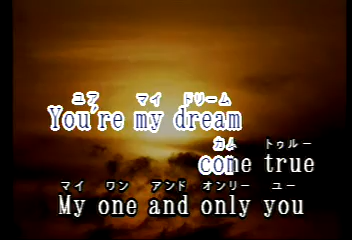 ユア マイ ドリーム
You're my dream
カム トゥルー
come true
マイ ワン アンド オンリー ユー
My one and only you